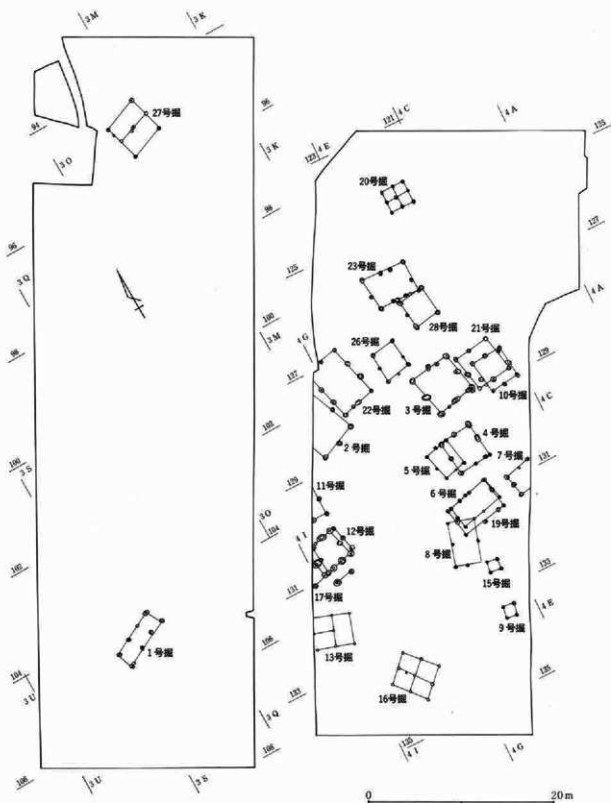 3M
3K
27号掘
94
3O
96
3K
98
96
3Q
98
100
3M
102
100
3S
3O
104
102
1号掘
106
104
3U
3Q
108
106
3U
3S
4C
121
4A
125
4E
123
20号掘
127
23号掘
125
4A
28号掘
21号掘
26号掘
4G
129
127
22号掘
3号掘
10号掘
4C
2号掘
4号掘
7号掘
5号掘
131
129
11号掘
6号掘
12号掘
19号掘
4I
8号掘
133
15号掘
17号掘
131
4E
9号掘
13号掘
16号掘
135
133
135
4I
4G
0
20m